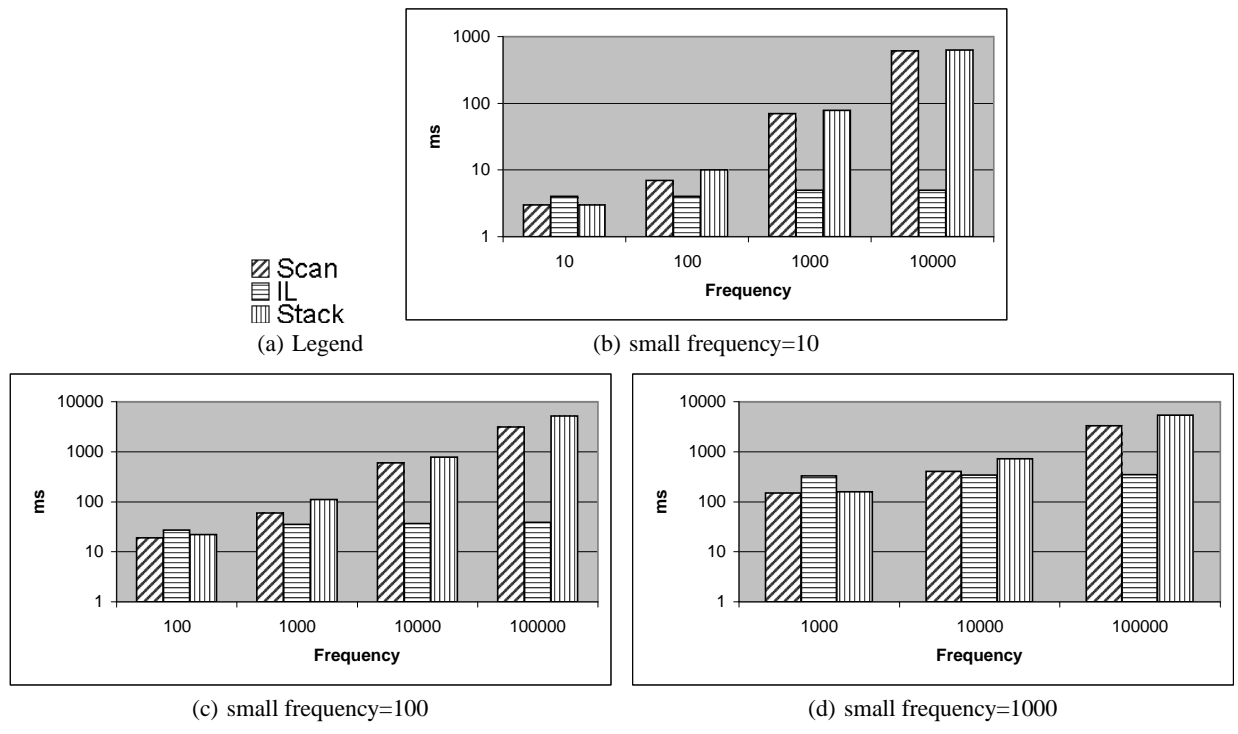 1000
100
10
1
ms
10 100 1000 10000
Frequency
Scan
IL
Stack
(a) Legend
(b) small frequency=10
10000
1000
100
10
1
ms
100 1000 10000 100000
Frequency
(c) small frequency=100
10000
1000
100
10
1
ms
1000 10000 100000
Frequency
(d) small frequency=1000